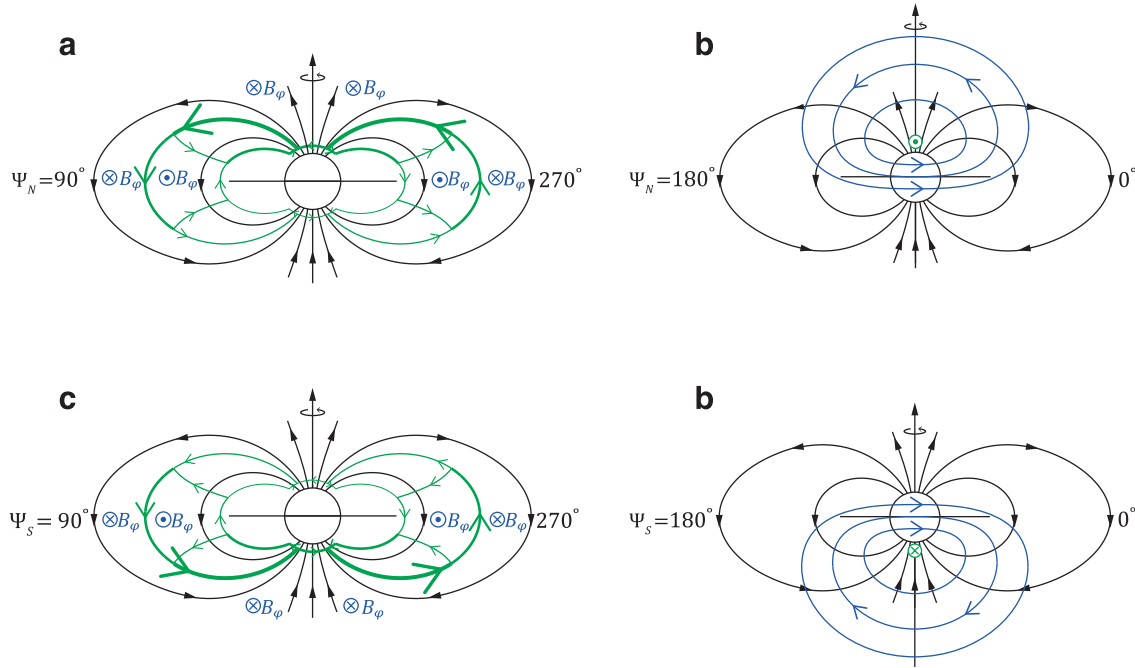 a
⊗B_φ ⊗B_φ
Ψ_N=90° ⊗B_φ ⊙B_φ ⊙B_φ ⊗B_φ 270°
b
Ψ_N=180° 0°
c
Ψ_S=90° ⊗B_φ ⊙B_φ ⊙B_φ ⊗B_φ 270°
⊗B_φ ⊗B_φ
b
Ψ_S=180° 0°